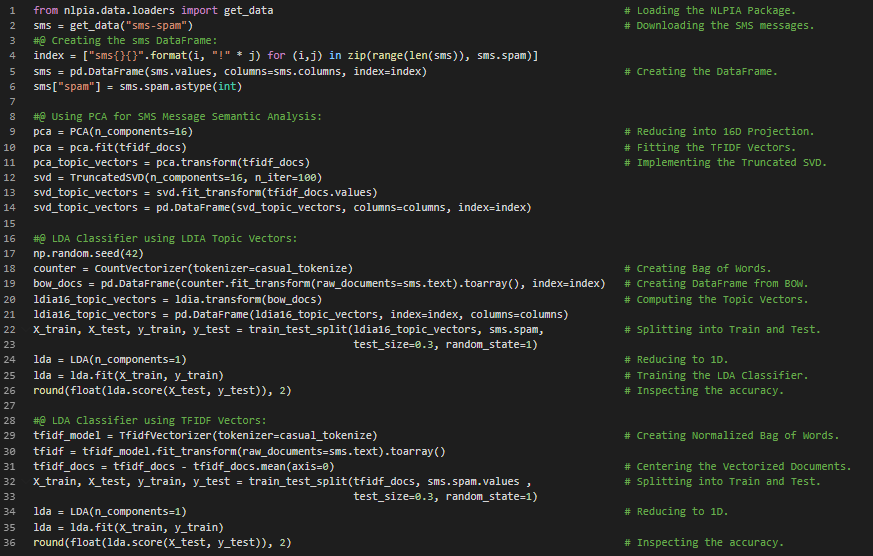 1 from nlpia.data.loaders import get_data # Loading the NLPIA Package.
2 sms = get_data("sms-spam") # Downloading the SMS messages.
3 #@ Creating the sms DataFrame:
4 index = ["sms{}{}".format(i, "!" * j) for (i,j) in zip(range(len(sms)), sms.spam)]
5 sms = pd.DataFrame(sms.values, columns=sms.columns, index=index) # Creating the DataFrame.
6 sms["spam"] = sms.spam.astype(int)
7
8 #@ Using PCA for SMS Message Semantic Analysis:
9 pca = PCA(n_components=16) # Reducing into 16D Projection.
10 pca = pca.fit(tfidf_docs) # Fitting the TFIDF Vectors.
11 pca_topic_vectors = pca.transform(tfidf_docs) # Implementing the Truncated SVD.
12 svd = TruncatedSVD(n_components=16, n_iter=100)
13 svd_topic_vectors = svd.fit_transform(tfidf_docs.values)
14 svd_topic_vectors = pd.DataFrame(svd_topic_vectors, columns=columns, index=index)
15
16 #@ LDA Classifier using LDIA Topic Vectors:
17 np.random.seed(42)
18 counter = CountVectorizer(tokenizer=casual_tokenize) # Creating Bag of Words.
19 bow_docs = pd.DataFrame(counter.fit_transform(raw_documents=sms.text).toarray(), index=index) # Creating DataFrame from BOW.
20 ldia16_topic_vectors = ldia.transform(bow_docs) # Computing the Topic Vectors.
21 ldia16_topic_vectors = pd.DataFrame(ldia16_topic_vectors, index=index, columns=columns)
22 X_train, X_test, y_train, y_test = train_test_split(ldia16_topic_vectors, sms.spam, # Splitting into Train and Test.
23 test_size=0.3, random_state=1)
24 lda = LDA(n_components=1) # Reducing to 1D.
25 lda = lda.fit(X_train, y_train) # Training the LDA Classifier.
26 round(float(lda.score(X_test, y_test)), 2) # Inspecting the accuracy.
27
28 #@ LDA Classifier using TFIDF Vectors:
29 tfidf_model = TfidfVectorizer(tokenizer=casual_tokenize) # Creating Normalized Bag of Words.
30 tfidf = tfidf_model.fit_transform(raw_documents=sms.text).toarray()
31 tfidf_docs = tfidf_docs - tfidf_docs.mean(axis=0) # Centering the Vectorized Documents.
32 X_train, X_test, y_train, y_test = train_test_split(tfidf_docs, sms.spam.values , # Splitting into Train and Test.
33 test_size=0.3, random_state=1)
34 lda = LDA(n_components=1) # Reducing to 1D.
35 lda = lda.fit(X_train, y_train)
36 round(float(lda.score(X_test, y_test)), 2) # Inspecting the accuracy.